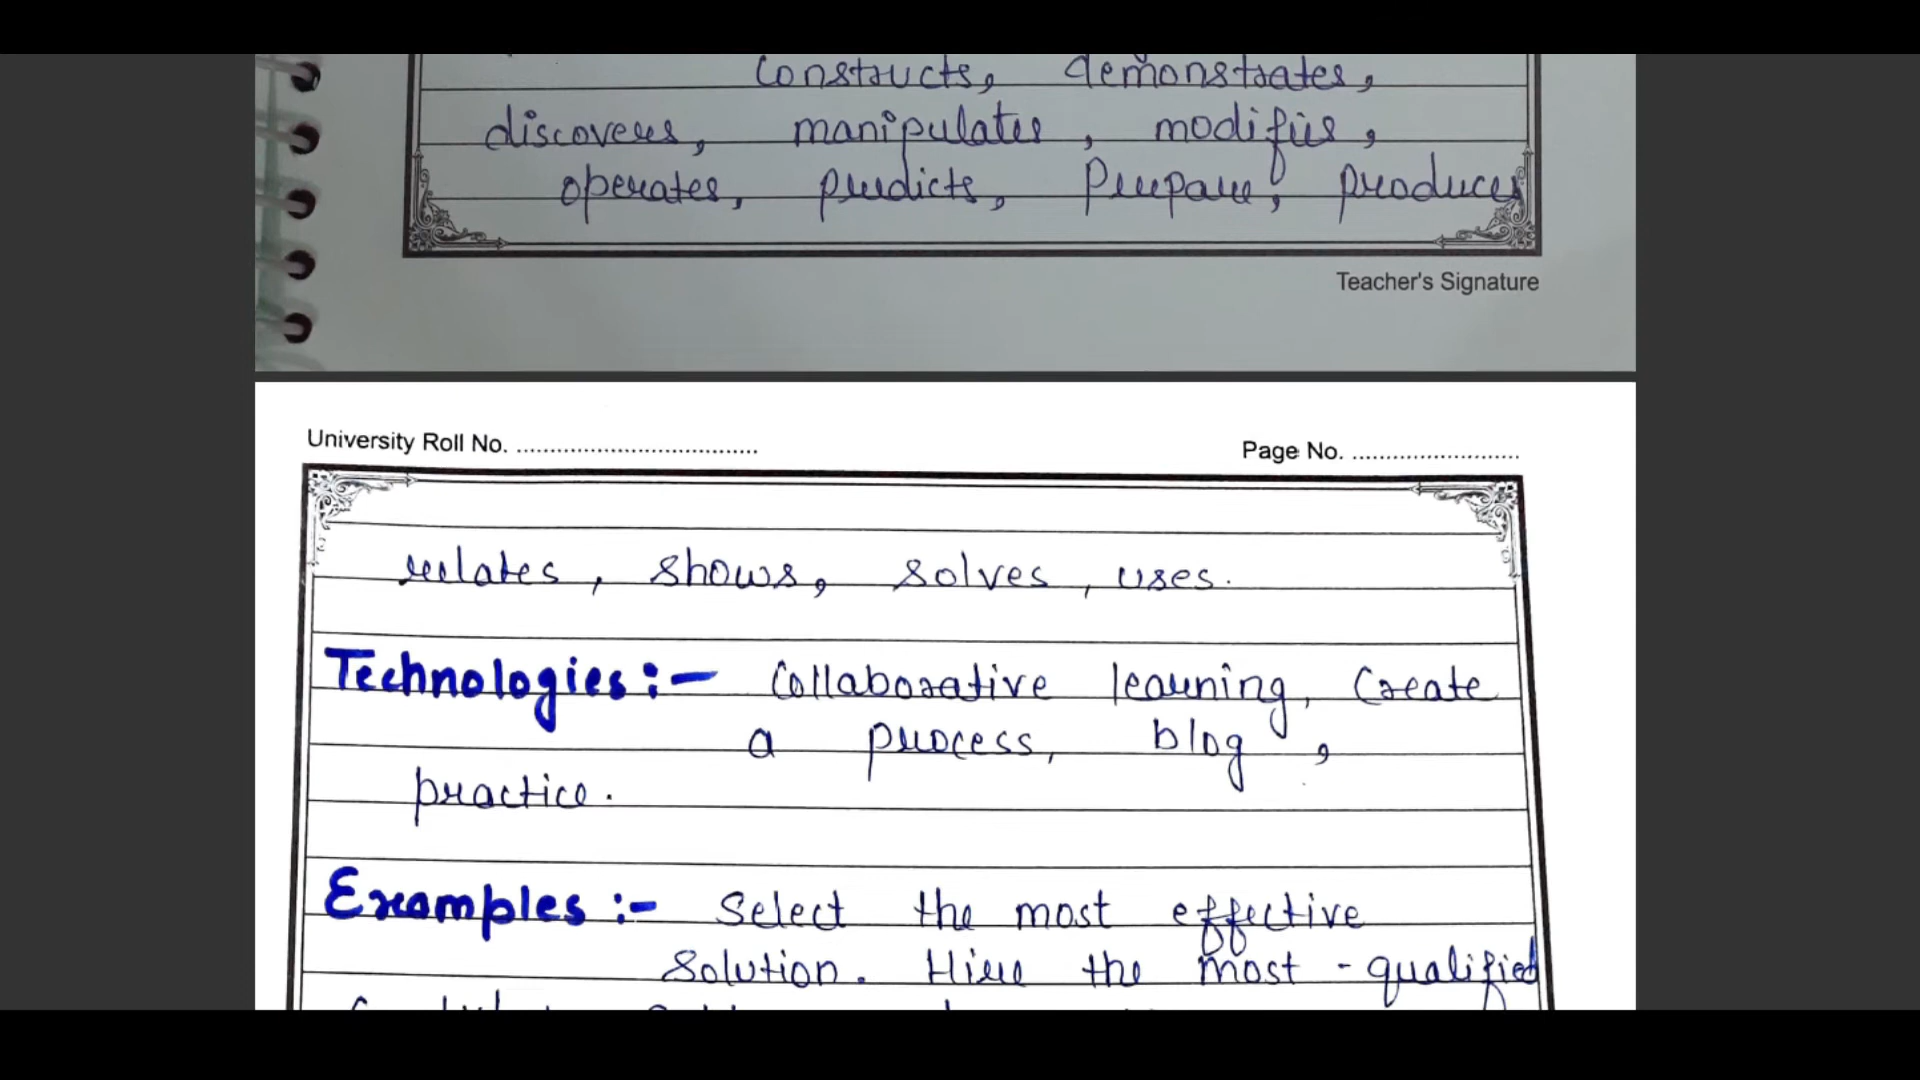 constructs, demonstrates,
discovers, manipulates, modifies,
operates, predicts, Prepare, produces
Teacher's Signature
University Roll No. ....................................
Page No. .........................
relates, shows, solves, uses.
Technologies:- Collaborative learning, Create
a process, blog,
practice.
Examples:- Select the most effective
solution. Hire the most-qualified